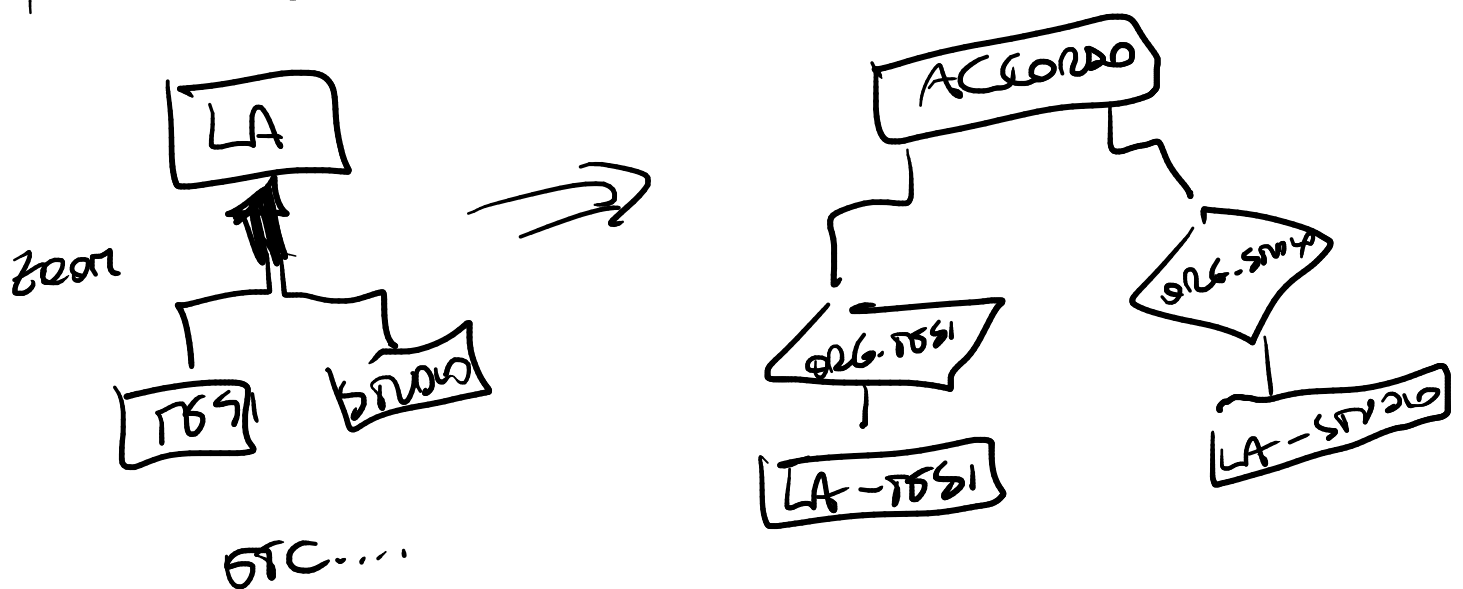 LA
ZOOM
TESI
STUDIO
ETC....
ACCORDO
ORG.TESI
ORG.STUDIO
LA-TESI
LA-STUDIO